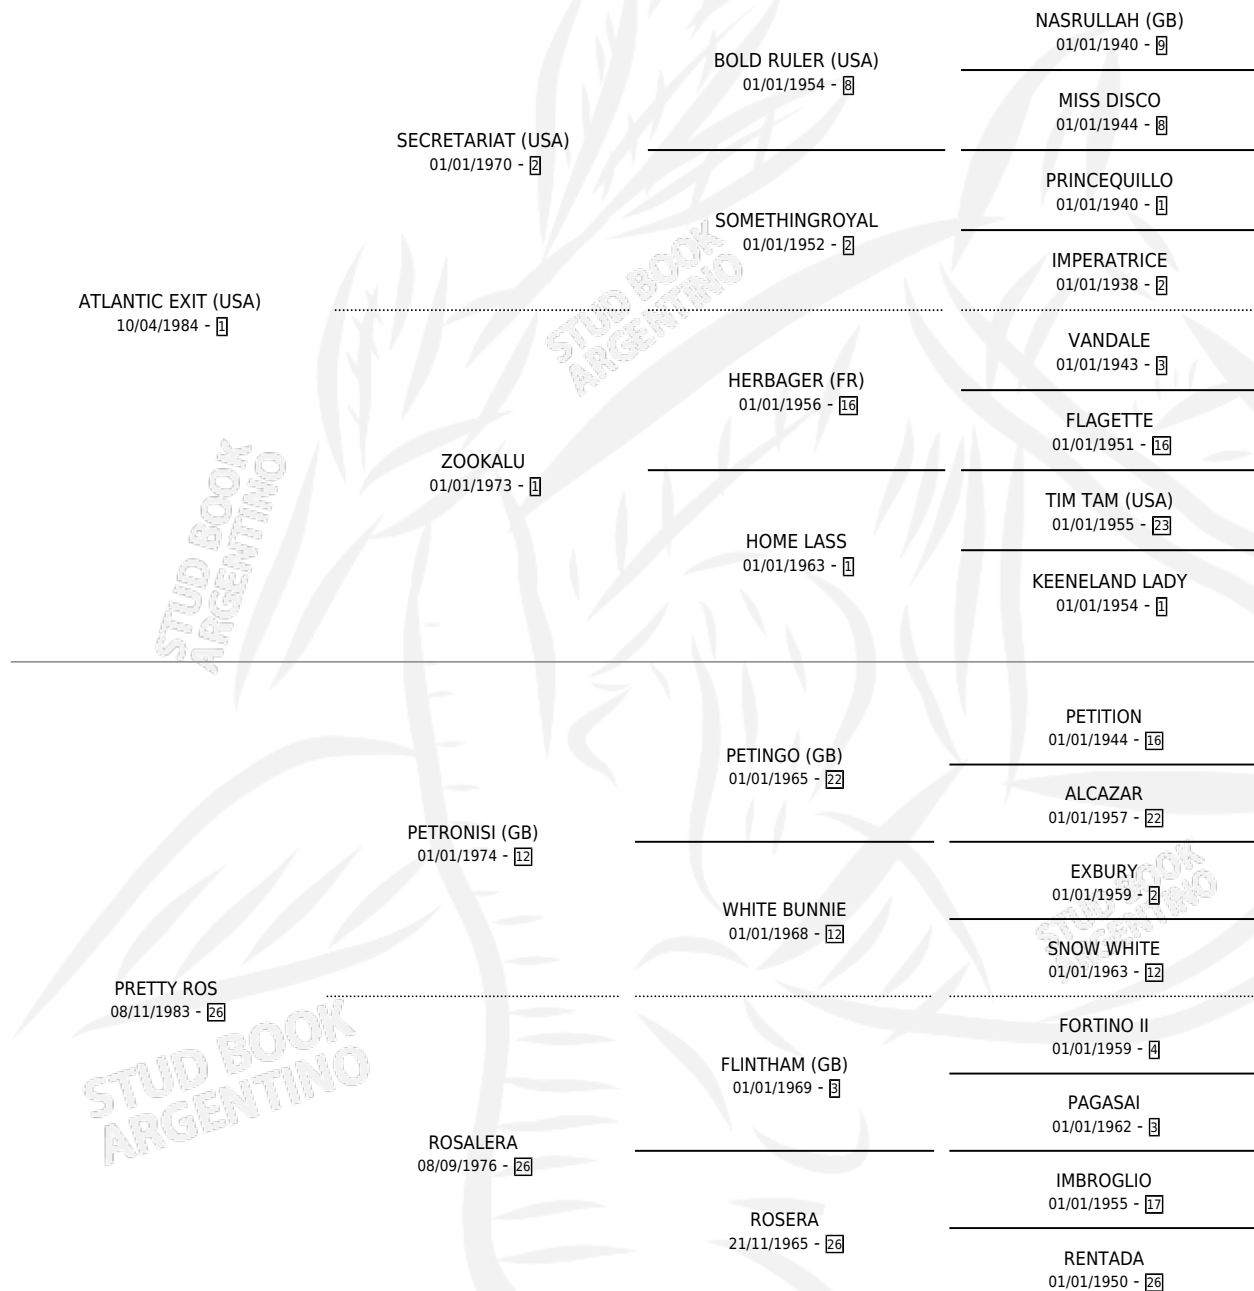 NASRULLAH (GB)
01/01/1940 - 9
BOLD RULER (USA)
01/01/1954 - 8
MISS DISCO
01/01/1944 - 8
SECRETARIAT (USA)
01/01/1970 - 2
PRINCEQUILLO
01/01/1940 - 1
SOMETHINGROYAL
01/01/1952 - 2
IMPERATRICE
01/01/1938 - 2
ATLANTIC EXIT (USA)
10/04/1984 - 1
VANDALE
01/01/1943 - 3
HERBAGER (FR)
01/01/1956 - 16
FLAGETTE
01/01/1951 - 16
ZOOKALU
01/01/1973 - 1
TIM TAM (USA)
01/01/1955 - 23
HOME LASS
01/01/1963 - 1
KEENELAND LADY
01/01/1954 - 1
PETITION
01/01/1944 - 16
PETINGO (GB)
01/01/1965 - 22
ALCAZAR
01/01/1957 - 22
PETRONISI (GB)
01/01/1974 - 12
EXBURY
01/01/1959 - 2
WHITE BUNNIE
01/01/1968 - 12
SNOW WHITE
01/01/1963 - 12
PRETTY ROS
08/11/1983 - 26
FORTINO II
01/01/1959 - 4
FLINTHAM (GB)
01/01/1969 - 3
PAGASAI
01/01/1962 - 3
ROSALERA
08/09/1976 - 26
IMBROGLIO
01/01/1955 - 17
ROSERA
21/11/1965 - 26
RENTADA
01/01/1950 - 26
STUD BOOK
ARGENTINO
STUD BOOK
ARGENTINO
STUD BOOK
ARGENTINO
STUD BOOK
ARGENTINO